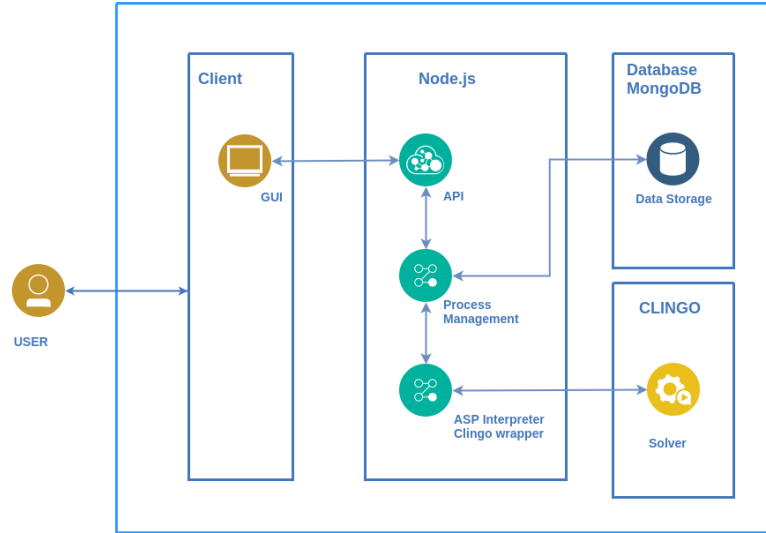 Client
Node.js
Database
MongoDB
GUI
API
Data Storage
Process
Management
CLINGO
USER
ASP Interpreter
Clingo wrapper
Solver